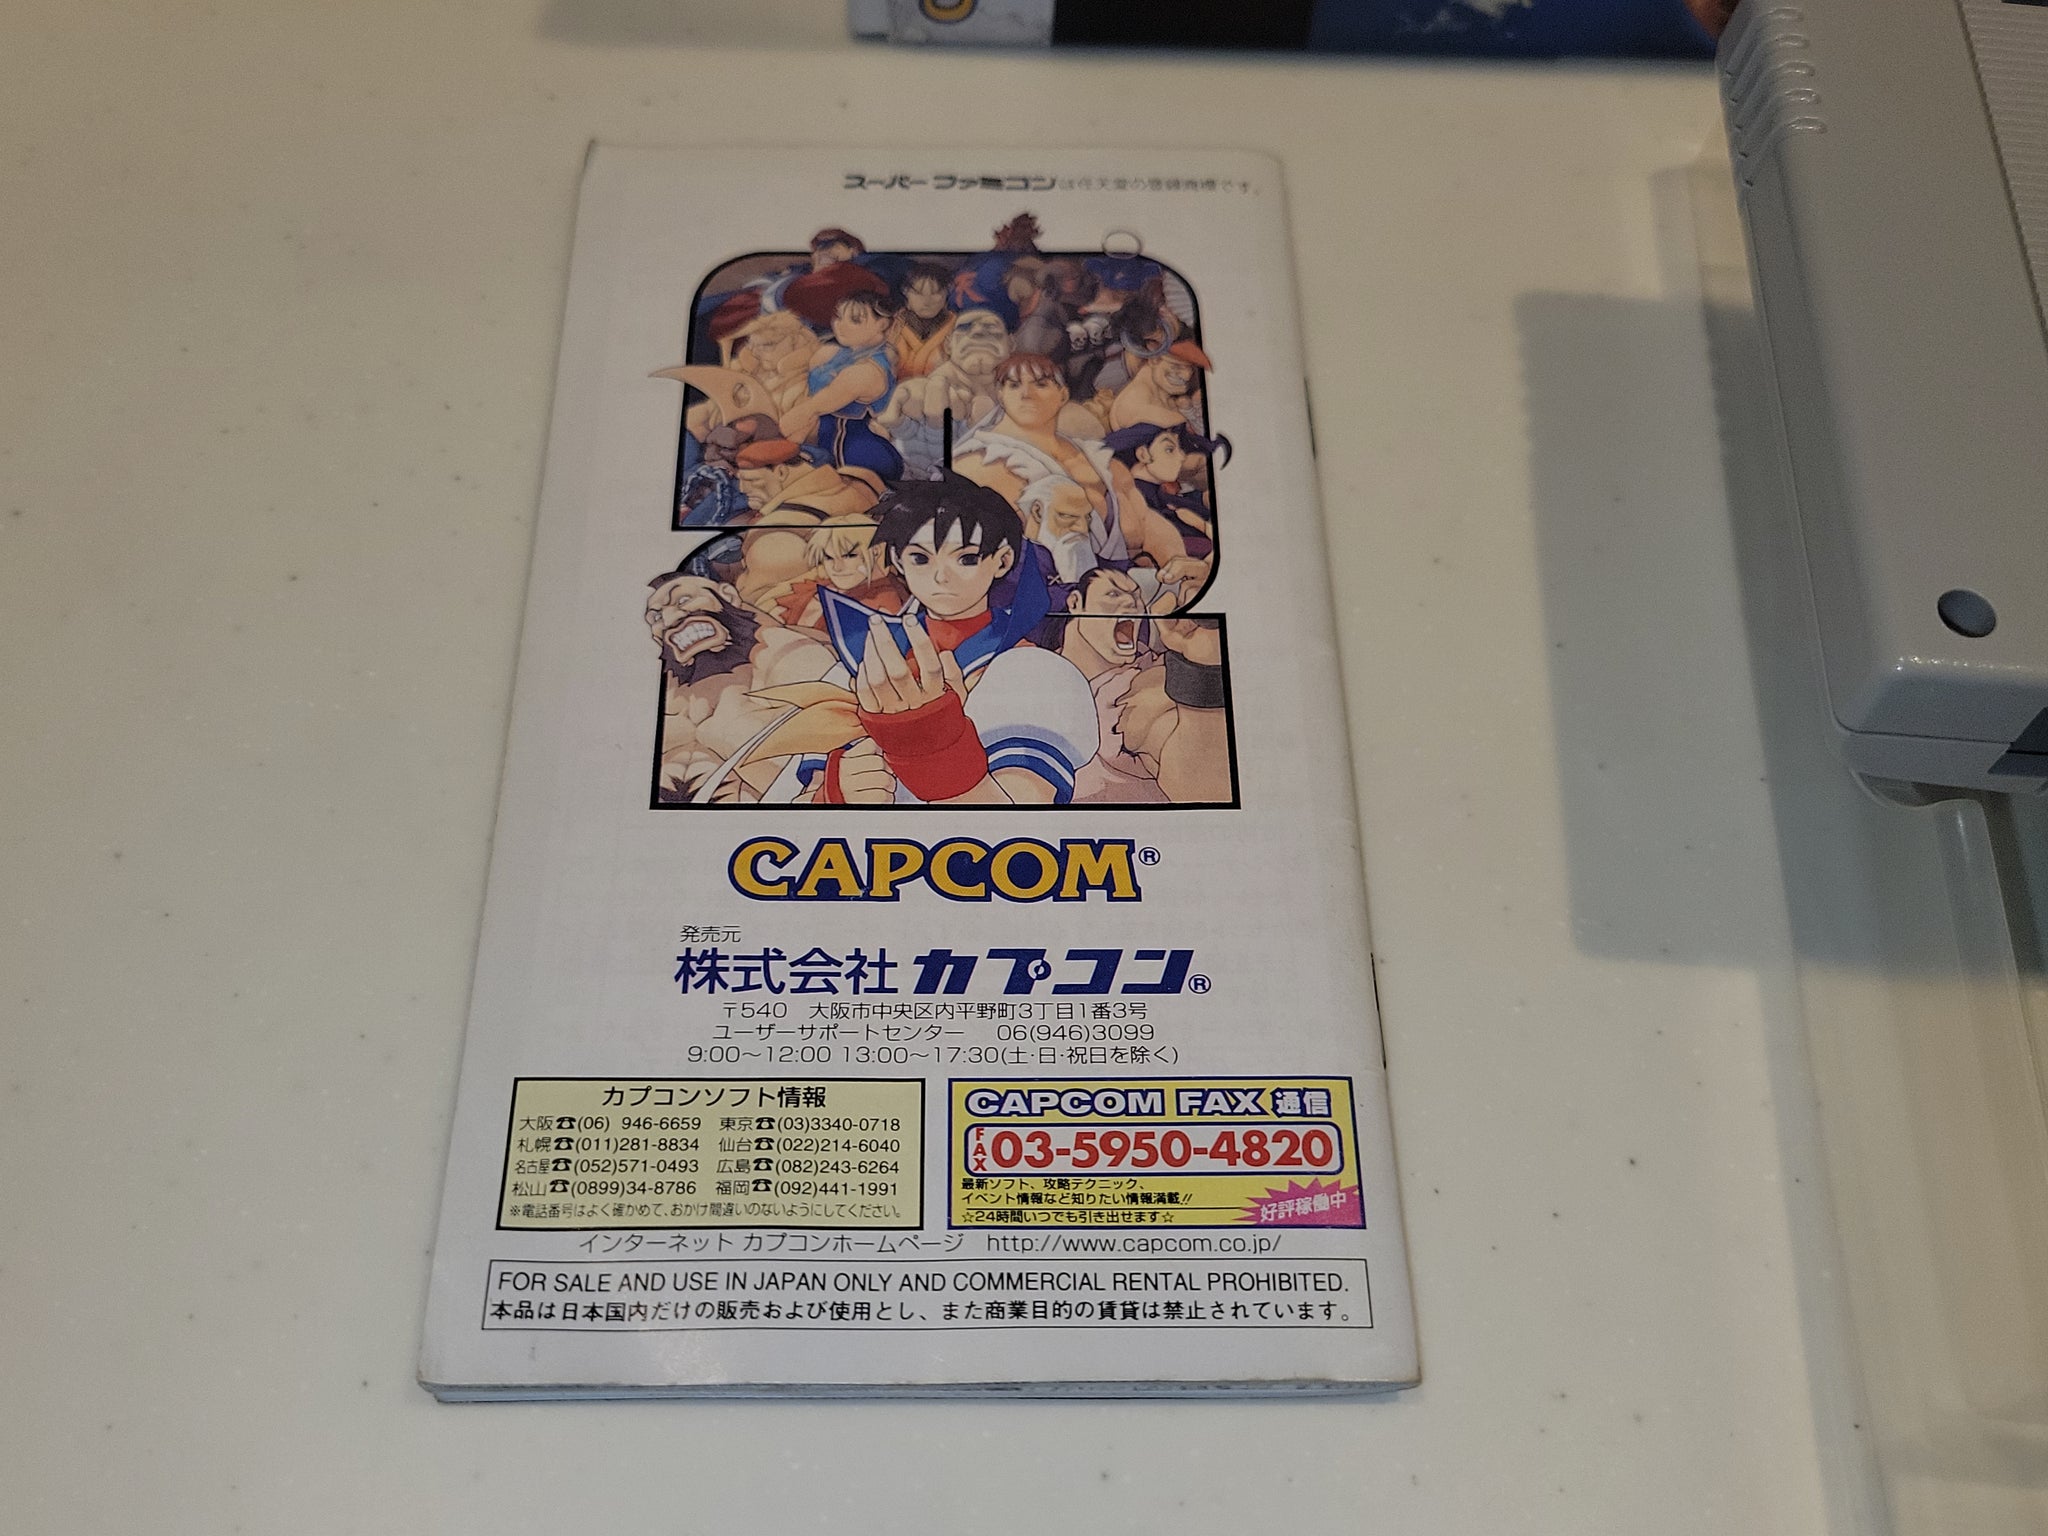 スーパーファミコンは任天堂の登録商標です。
CAPCOM®
発売元
株式会社カプコン®
〒540 大阪市中央区内平野町3丁目1番3号
ユーザーサポートセンター 06(946)3099
9:00～12:00 13:00～17:30(土・日・祝日を除く)
カプコンソフト情報
大阪☎(06) 946-6659 東京☎(03)3340-0718
札幌☎(011)281-8834 仙台☎(022)214-6040
名古屋☎(052)571-0493 広島☎(082)243-6264
松山☎(0899)34-8786 福岡☎(092)441-1991
※電話番号はよく確かめて、おかけ間違いのないようにしてください。
CAPCOM FAX 通信
FAX 03-5950-4820
最新ソフト、攻略テクニック、
イベント情報など知りたい情報満載!!
☆24時間いつでも引き出せます☆
好評稼働中
インターネット カプコンホームページ http://www.capcom.co.jp/
FOR SALE AND USE IN JAPAN ONLY AND COMMERCIAL RENTAL PROHIBITED.
本品は日本国内だけの販売および使用とし、また商業目的の賃貸は禁止されています。